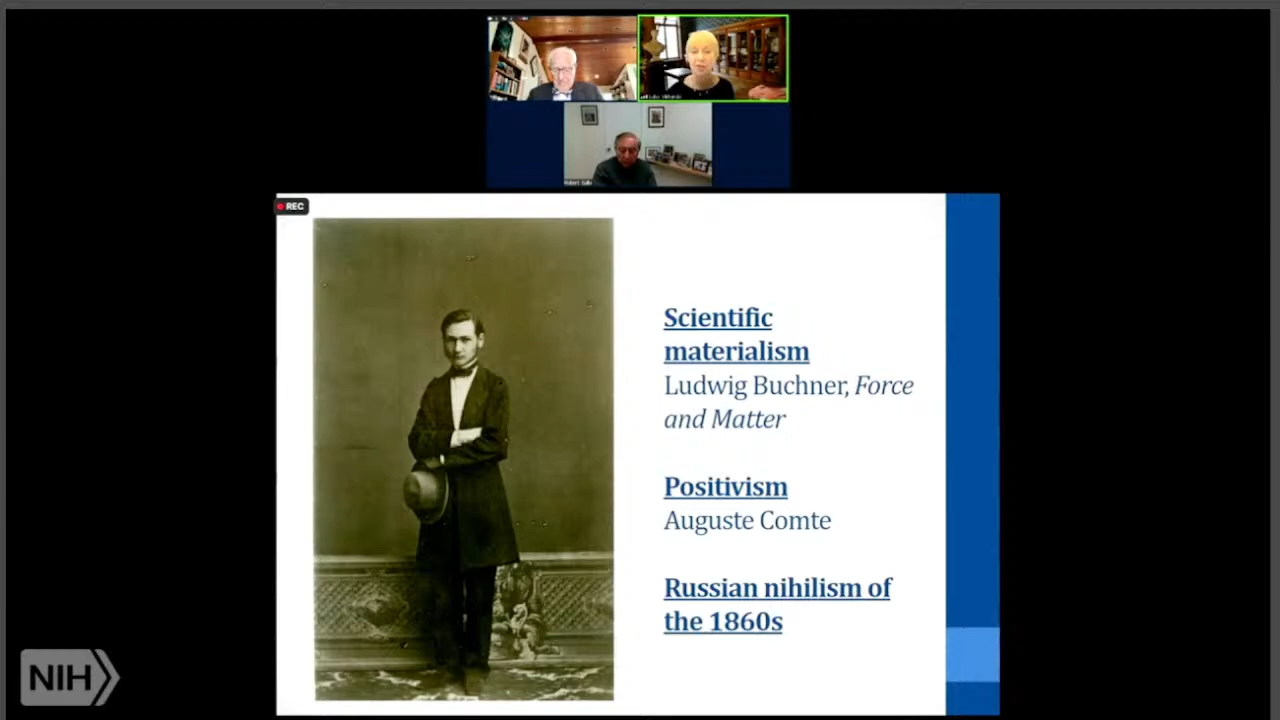 REC
Scientific
materialism
Ludwig Buchner, Force
and Matter
Positivism
Auguste Comte
Russian nihilism of
the 1860s
NIH